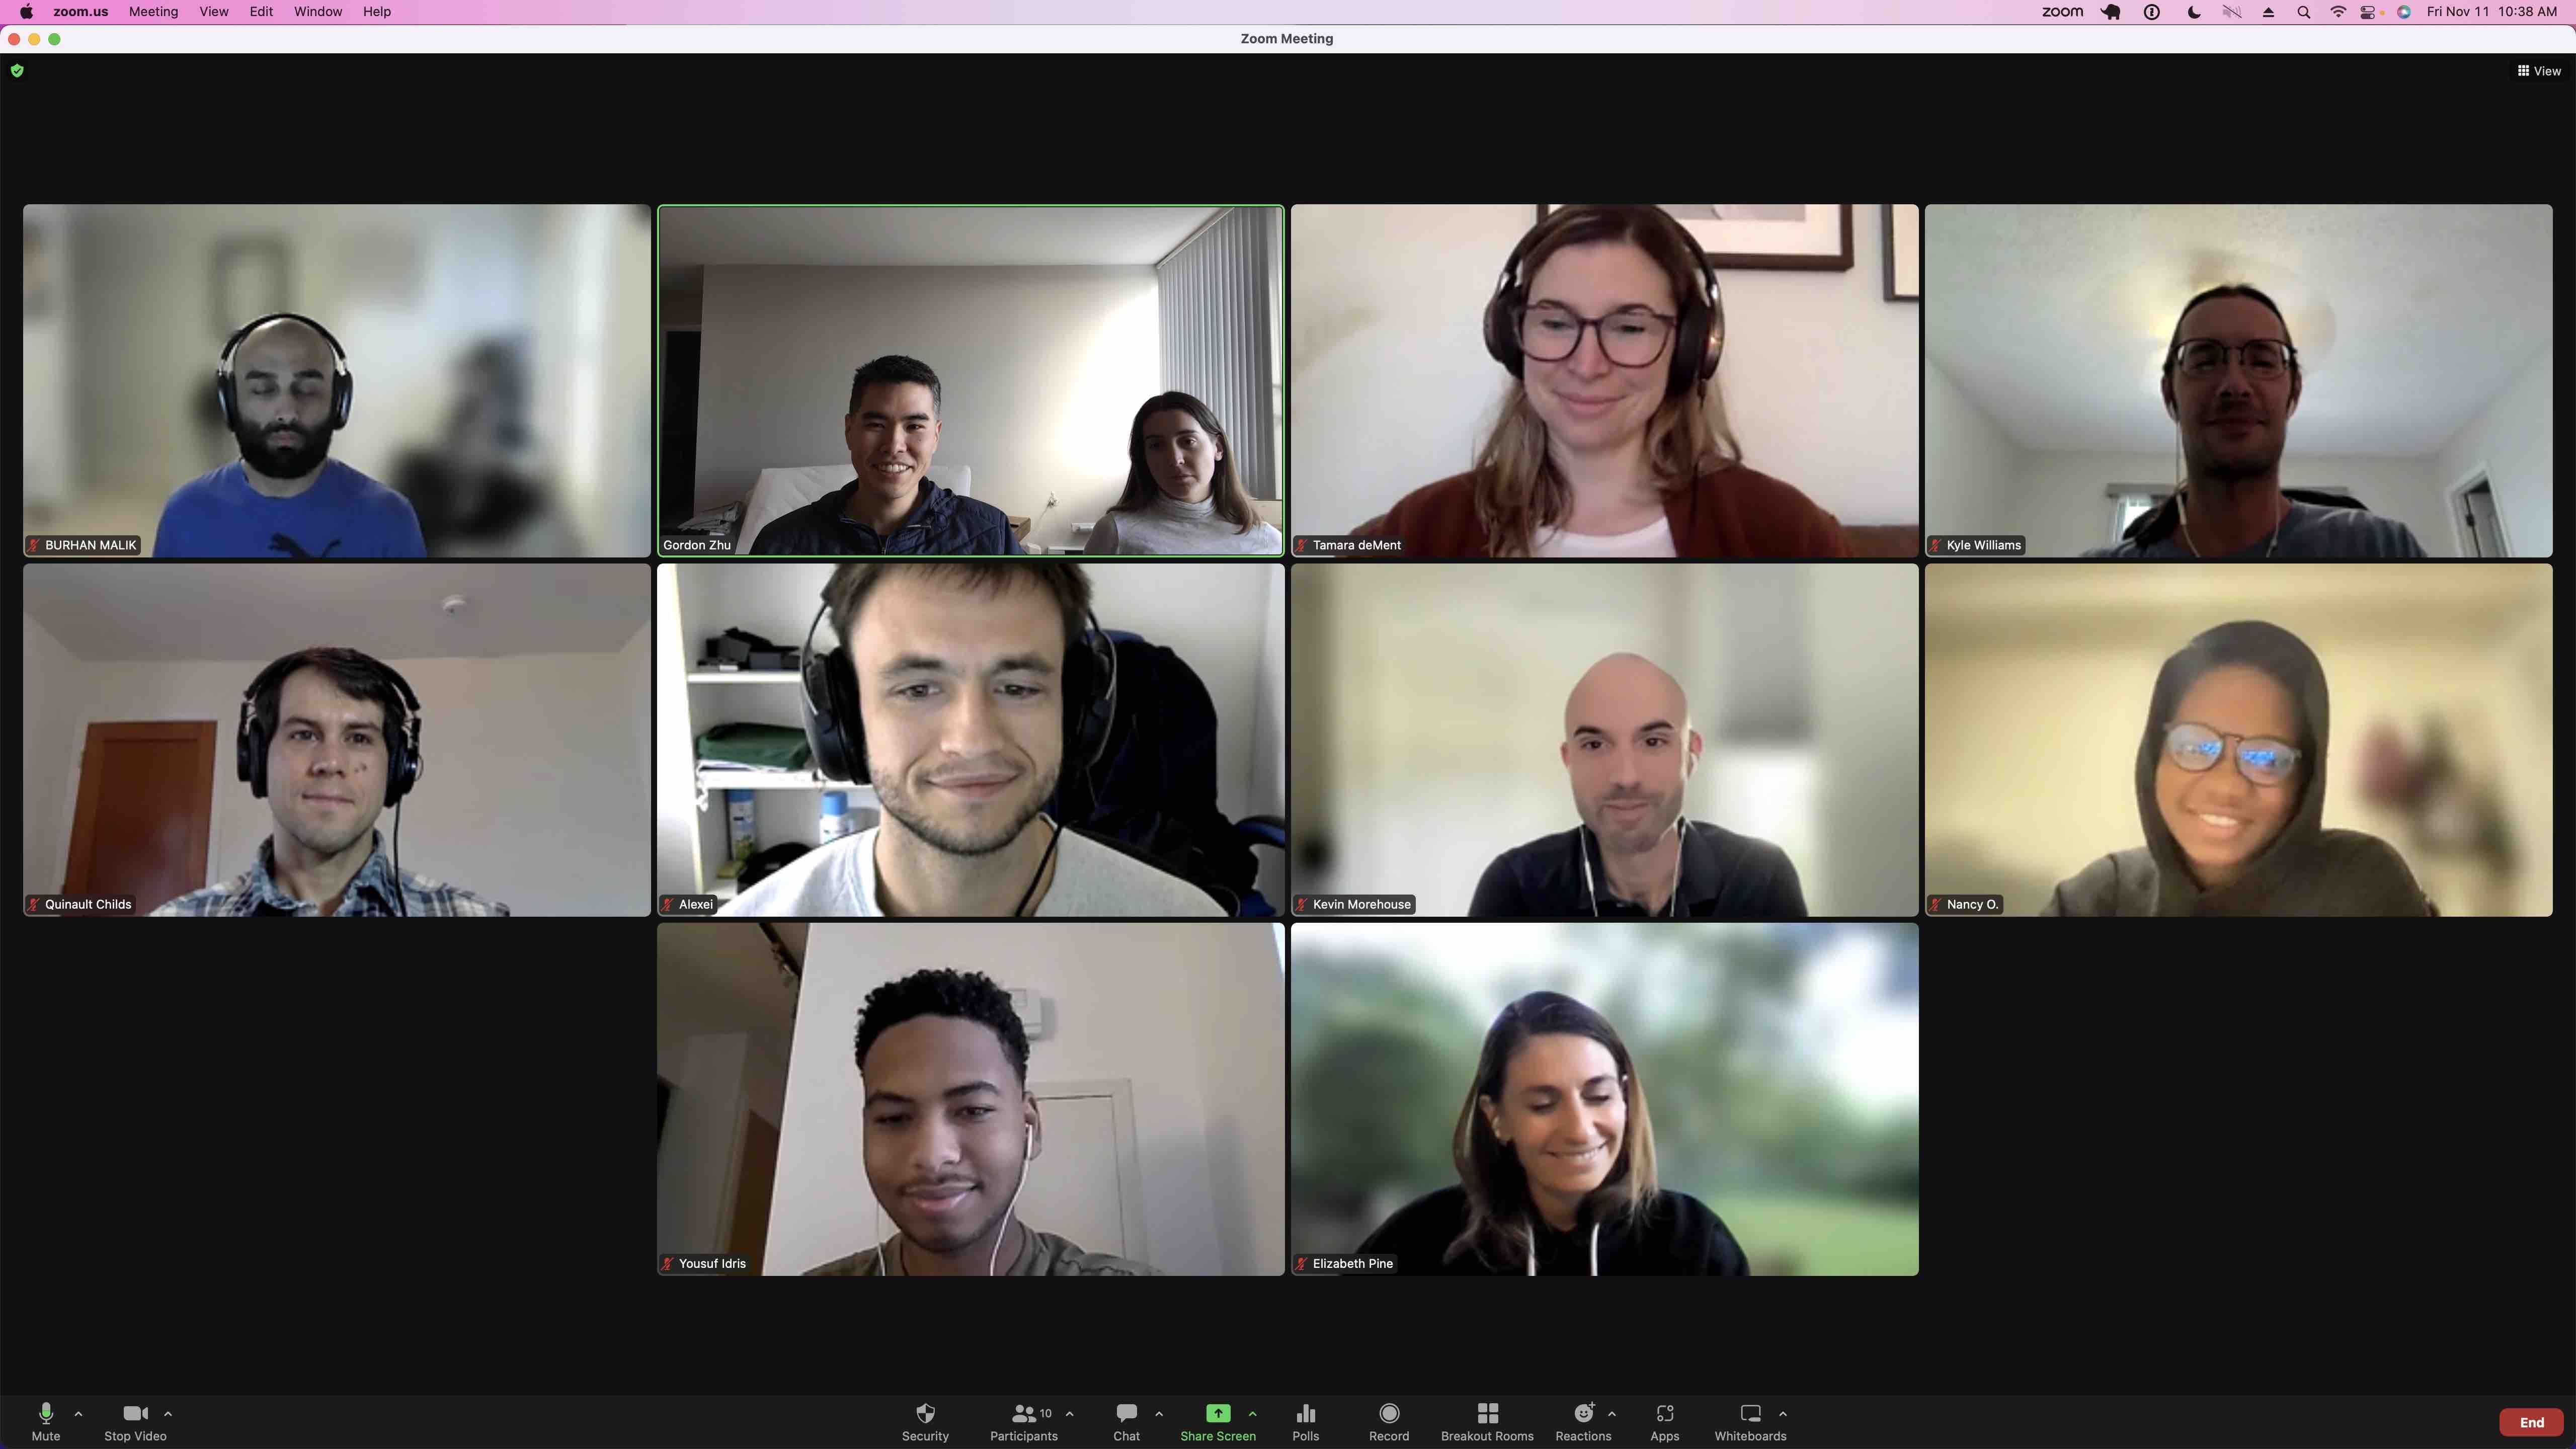 zoom.us Meeting View Edit Window Help zoom Fri Nov 11 10:38 AM
Zoom Meeting
View
BURHAN MALIK
Gordon Zhu
Tamara deMent
Kyle Williams
Quinault Childs
Alexei
Kevin Morehouse
Nancy O.
Yousuf Idris
Elizabeth Pine
10
Mute Stop Video Security Participants Chat Share Screen Polls Record Breakout Rooms Reactions Apps Whiteboards End